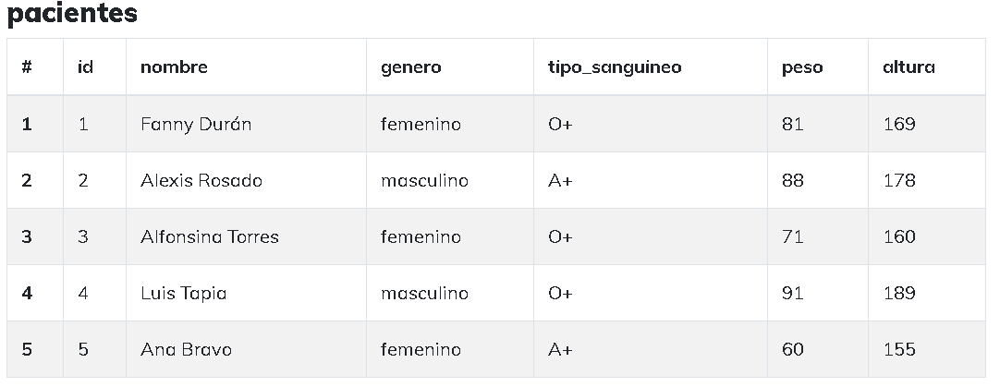 pacientes
# id nombre genero tipo_sanguineo peso altura
1 1 Fanny Durán femenino O+ 81 169
2 2 Alexis Rosado masculino A+ 88 178
3 3 Alfonsina Torres femenino O+ 71 160
4 4 Luis Tapia masculino O+ 91 189
5 5 Ana Bravo femenino A+ 60 155